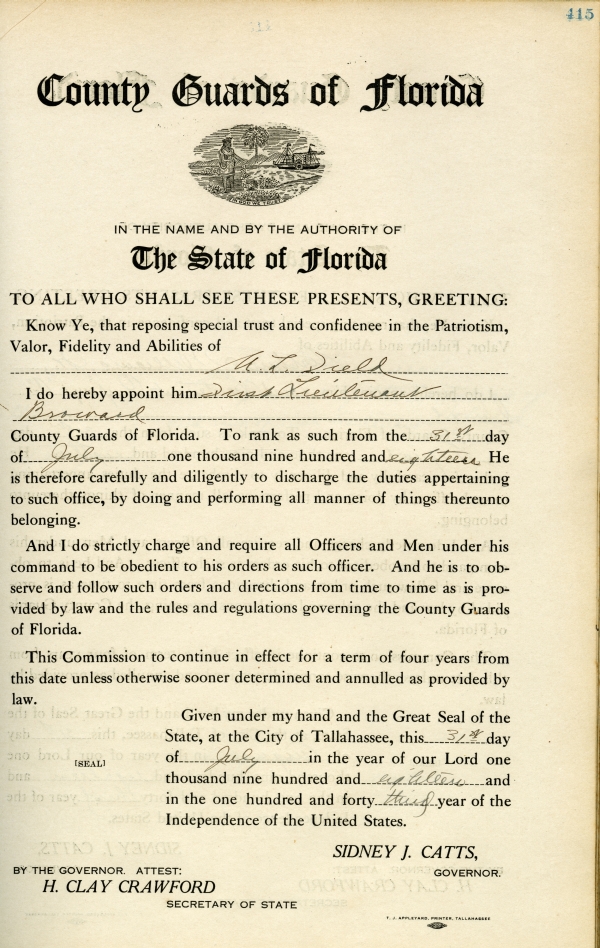 415
County Guards of Florida
IN GOD WE TRUST
IN THE NAME AND BY THE AUTHORITY OF
The State of Florida
TO ALL WHO SHALL SEE THESE PRESENTS, GREETING:
Know Ye, that reposing special trust and confidence in the Patriotism,
Valor, Fidelity and Abilities of
L. Field
I do hereby appoint him First Lieutenant
Broward
County Guards of Florida. To rank as such from the 31st day
of July one thousand nine hundred and eighteen He
is therefore carefully and diligently to discharge the duties appertaining
to such office, by doing and performing all manner of things thereunto
belonging.
And I do strictly charge and require all Officers and Men under his
command to be obedient to his orders as such officer. And he is to ob-
serve and follow such orders and directions from time to time as is pro-
vided by law and the rules and regulations governing the County Guards
of Florida.
This Commission to continue in effect for a term of four years from
this date unless otherwise sooner determined and annulled as provided by
law.
Given under my hand and the Great Seal of the
State, at the City of Tallahassee, this 31st day
[SEAL] of July in the year of our Lord one
thousand nine hundred and eighteen and
in the one hundred and forty third year of the
Independence of the United States.
SIDNEY J. CATTS,
GOVERNOR.
BY THE GOVERNOR. ATTEST:
H. CLAY CRAWFORD
SECRETARY OF STATE
T. J. APPLEYARD, PRINTER, TALLAHASSEE